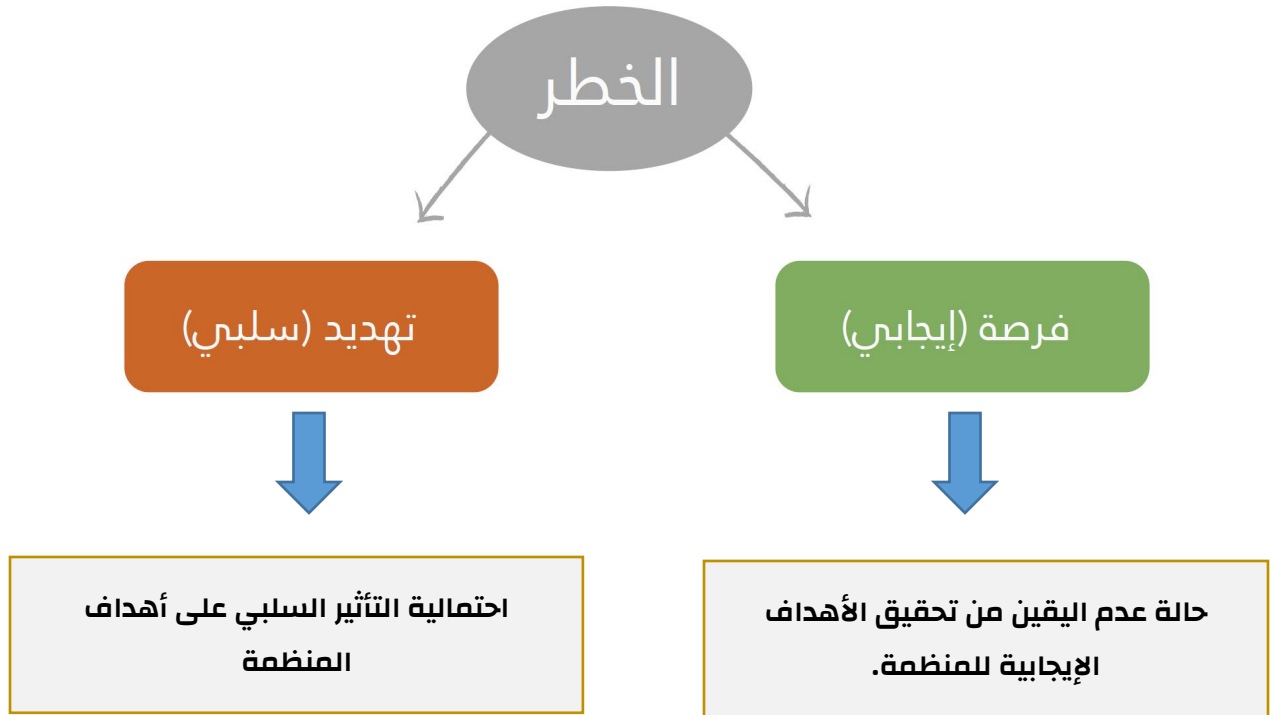 الخطر
فرصة (إيجابي)
تهديد (سلبي)
حالة عدم اليقين من تحقيق الأهداف
الإيجابية للمنظمة.
احتمالية التأثير السلبي على أهداف
المنظمة